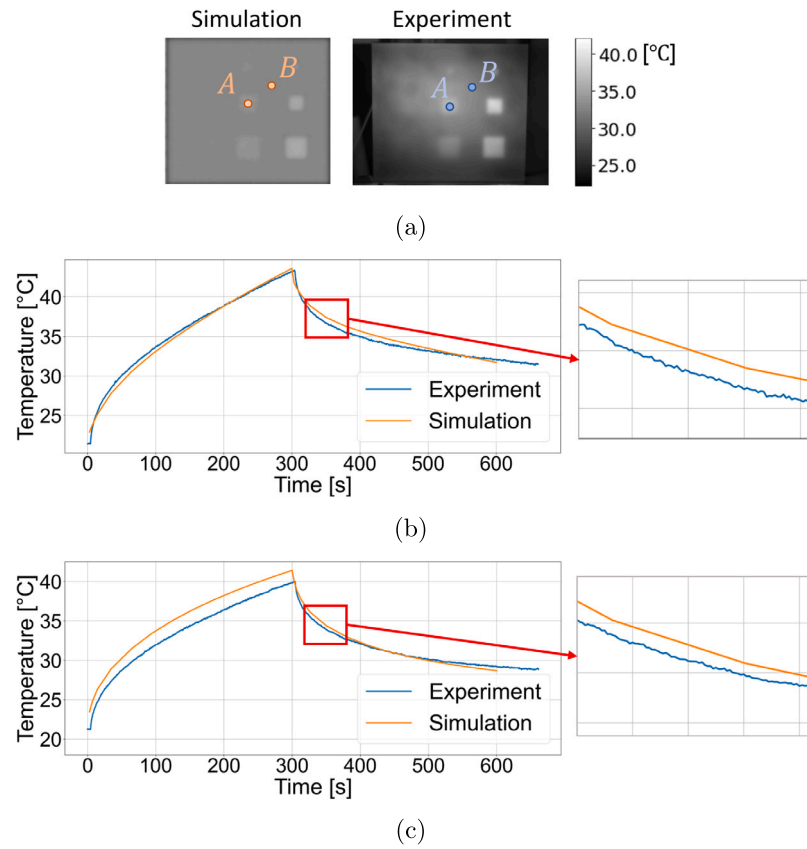 Simulation Experiment
A B A B
40.0 [°C]
35.0
30.0
25.0
(a)
Temperature [°C]
40
35
30
25
Experiment
Simulation
0 100 200 300 400 500 600
Time [s]
(b)
Temperature [°C]
40
35
30
25
20
Experiment
Simulation
0 100 200 300 400 500 600
Time [s]
(c)